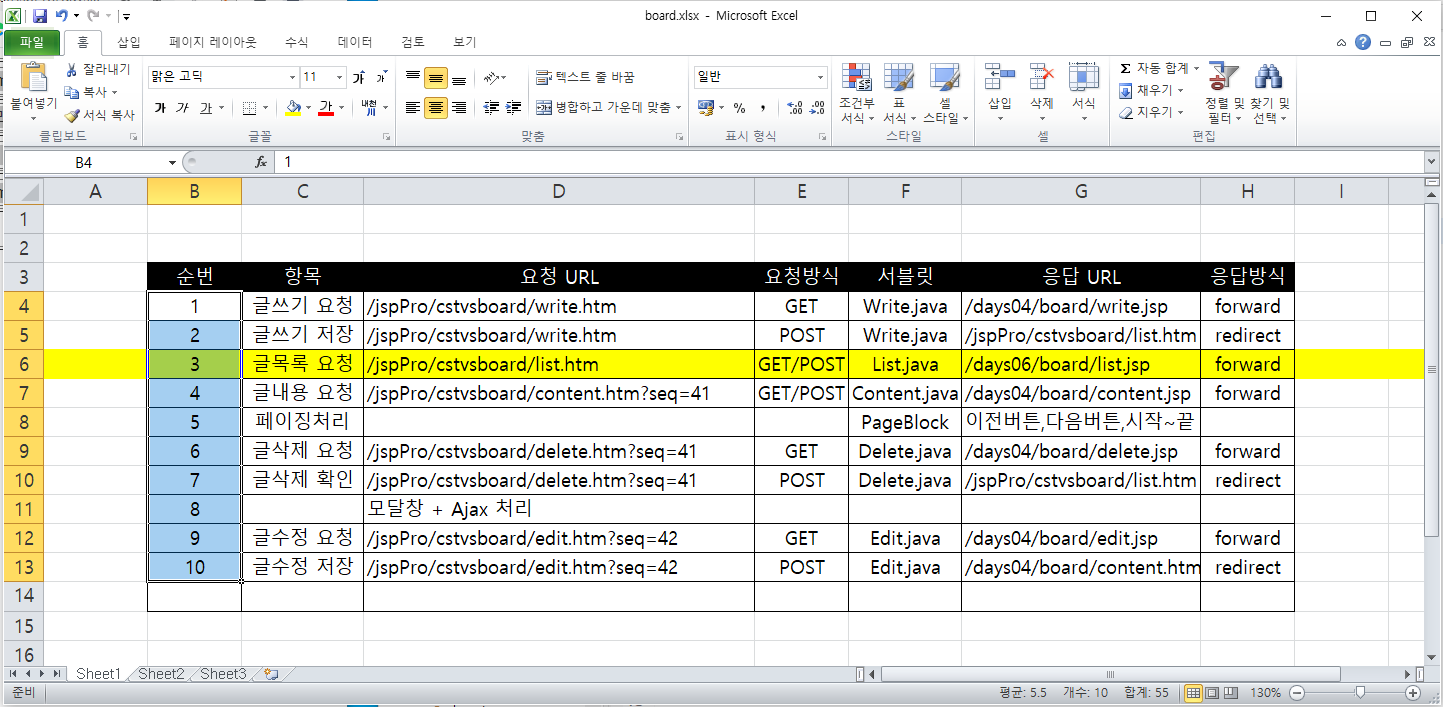 board.xlsx - Microsoft Excel
파일 홈 삽입 페이지 레이아웃 수식 데이터 검토 보기
붙여넣기 잘라내기 복사 서식 복사
클립보드
맑은 고딕 11
가 가 가 가 가 가 내천
글꼴
텍스트 줄 바꿈
병합하고 가운데 맞춤
맞춤
일반
% ,
표시 형식
조건부 서식 표 서식 셀 스타일
스타일
삽입 삭제 서식
셀
Σ 자동 합계
채우기
지우기
정렬 및 필터 찾기 및 선택
편집
B4 fx 1
A B C D E F G H I
1
2
3 순번 항목 요청 URL 요청방식 서블릿 응답 URL 응답방식
4 1 글쓰기 요청 /jspPro/cstvsboard/write.htm GET Write.java /days04/board/write.jsp forward
5 2 글쓰기 저장 /jspPro/cstvsboard/write.htm POST Write.java /jspPro/cstvsboard/list.htm redirect
6 3 글목록 요청 /jspPro/cstvsboard/list.htm GET/POST List.java /days06/board/list.jsp forward
7 4 글내용 요청 /jspPro/cstvsboard/content.htm?seq=41 GET/POST Content.java /days04/board/content.jsp forward
8 5 페이징처리 PageBlock 이전버튼,다음버튼,시작~끝
9 6 글삭제 요청 /jspPro/cstvsboard/delete.htm?seq=41 GET Delete.java /days04/board/delete.jsp forward
10 7 글삭제 확인 /jspPro/cstvsboard/delete.htm?seq=41 POST Delete.java /jspPro/cstvsboard/list.htm redirect
11 8 모달창 + Ajax 처리
12 9 글수정 요청 /jspPro/cstvsboard/edit.htm?seq=42 GET Edit.java /days04/board/edit.jsp forward
13 10 글수정 저장 /jspPro/cstvsboard/edit.htm?seq=42 POST Edit.java /days04/board/content.htm redirect
14
15
16
Sheet1 Sheet2 Sheet3
준비 평균: 5.5 개수: 10 합계: 55 130%